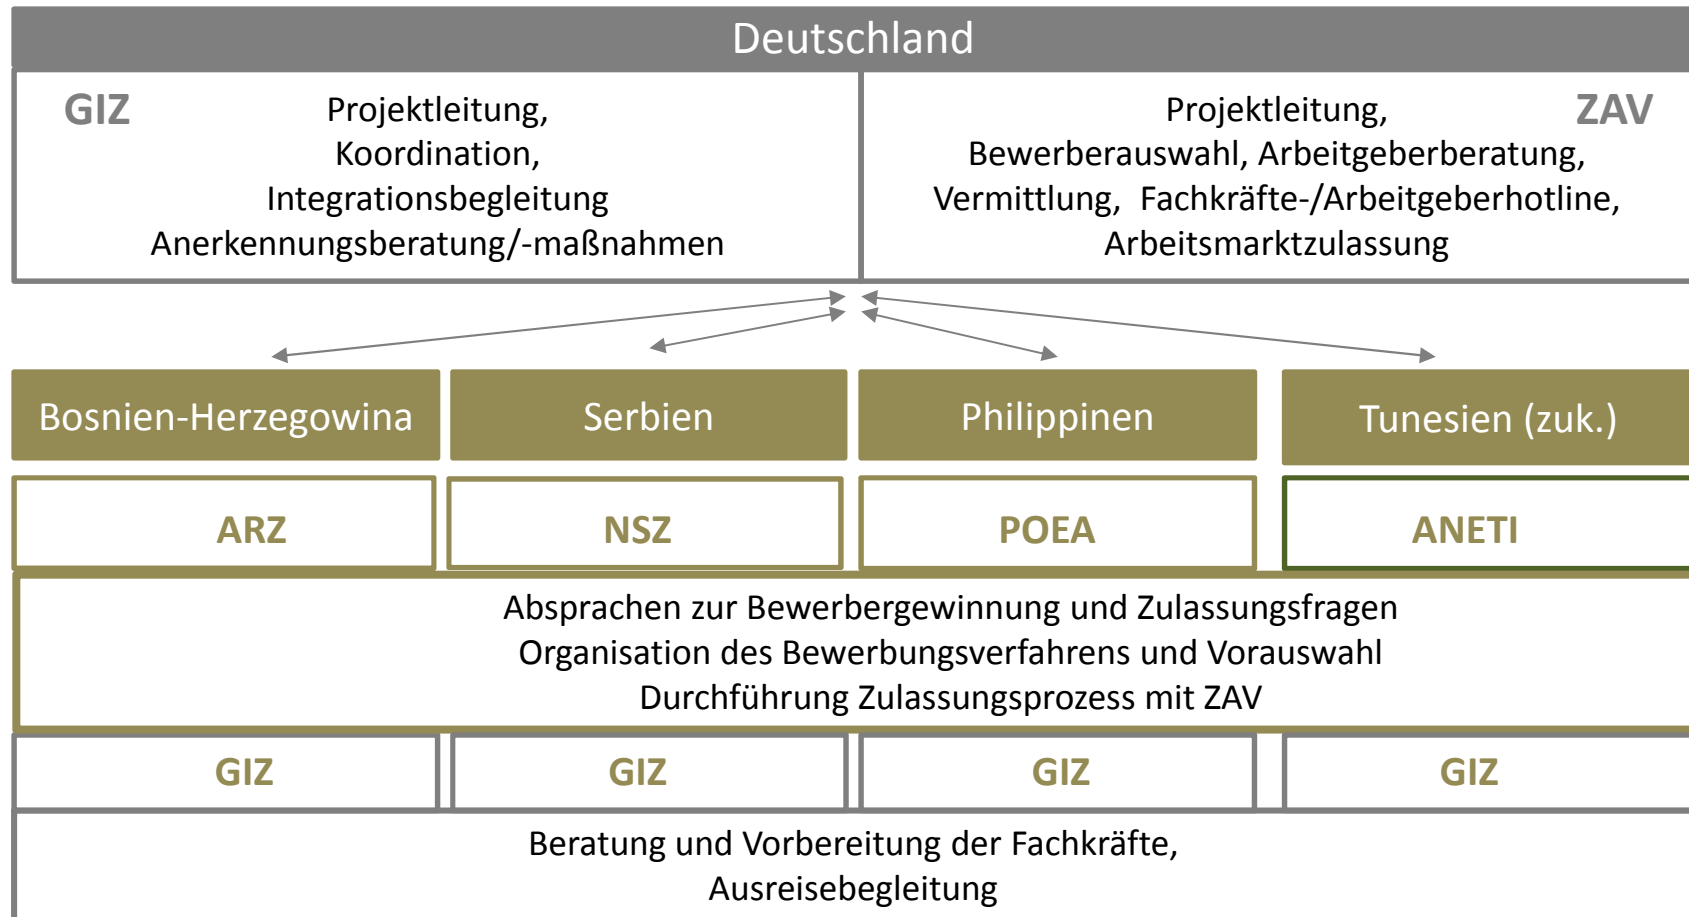 Deutschland
GIZ
Projektleitung,
Koordination,
Integrationsbegleitung
Anerkennungsberatung/-maßnahmen
ZAV
Projektleitung,
Bewerberauswahl, Arbeitgeberberatung,
Vermittlung, Fachkräfte-/Arbeitgeberhotline,
Arbeitsmarktzulassung
Bosnien-Herzegowina
Serbien
Philippinen
Tunesien (zuk.)
ARZ
NSZ
POEA
ANETI
Absprachen zur Bewerbergewinnung und Zulassungsfragen
Organisation des Bewerbungsverfahrens und Vorauswahl
Durchführung Zulassungsprozess mit ZAV
GIZ
GIZ
GIZ
GIZ
Beratung und Vorbereitung der Fachkräfte,
Ausreisebegleitung